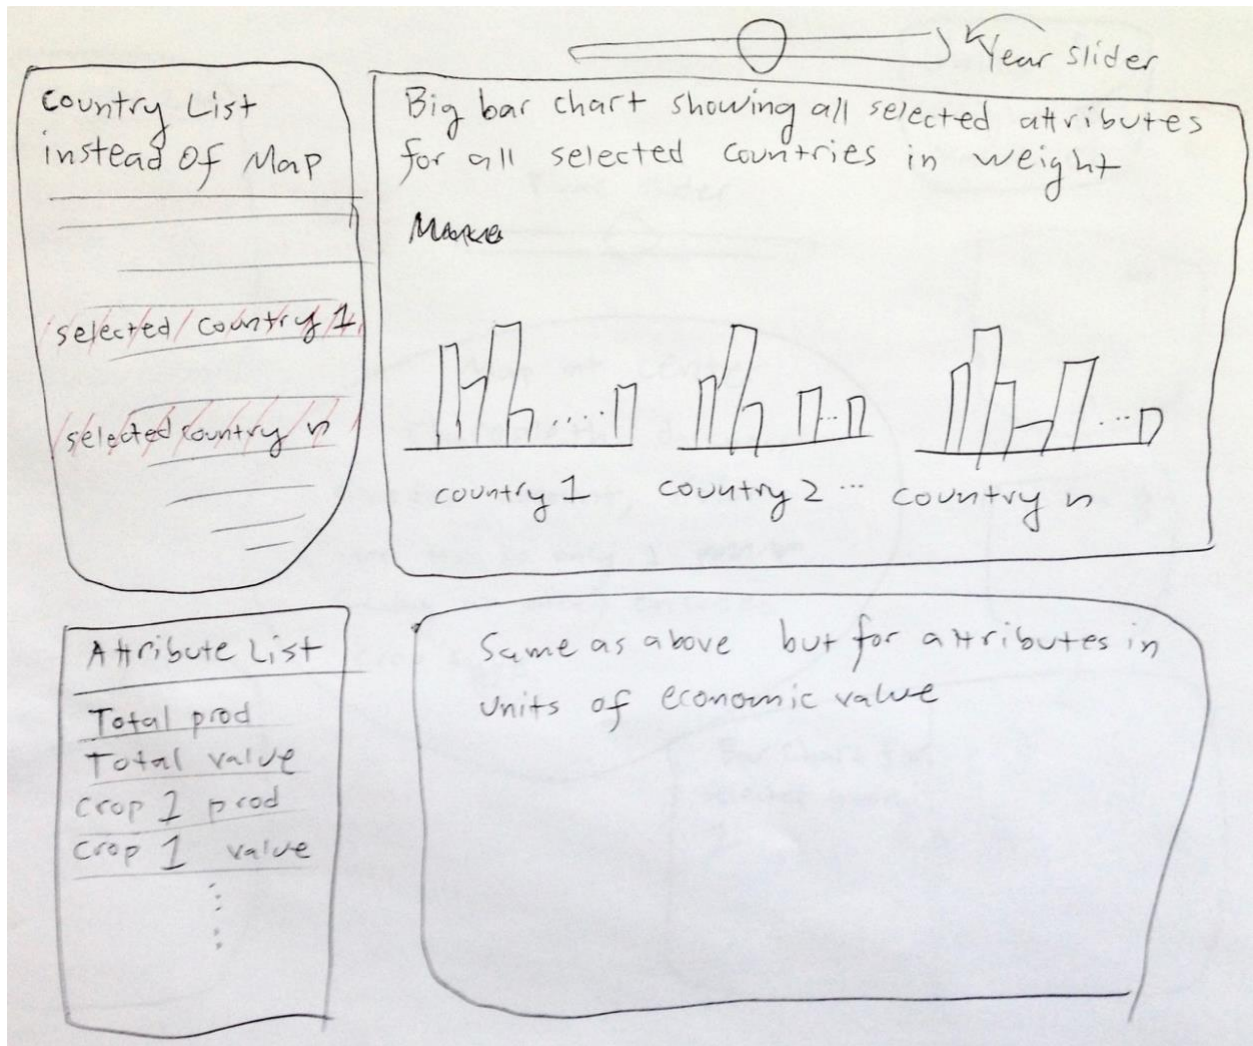 Year slider
Country List
instead of Map
selected country 1
selected country n
Big bar chart showing all selected attributes
for all selected countries in weight
country 1 country 2 ... country n
Attribute List
Total prod
Total value
crop 1 prod
crop 1 value
Same as above but for attributes in
units of economic value